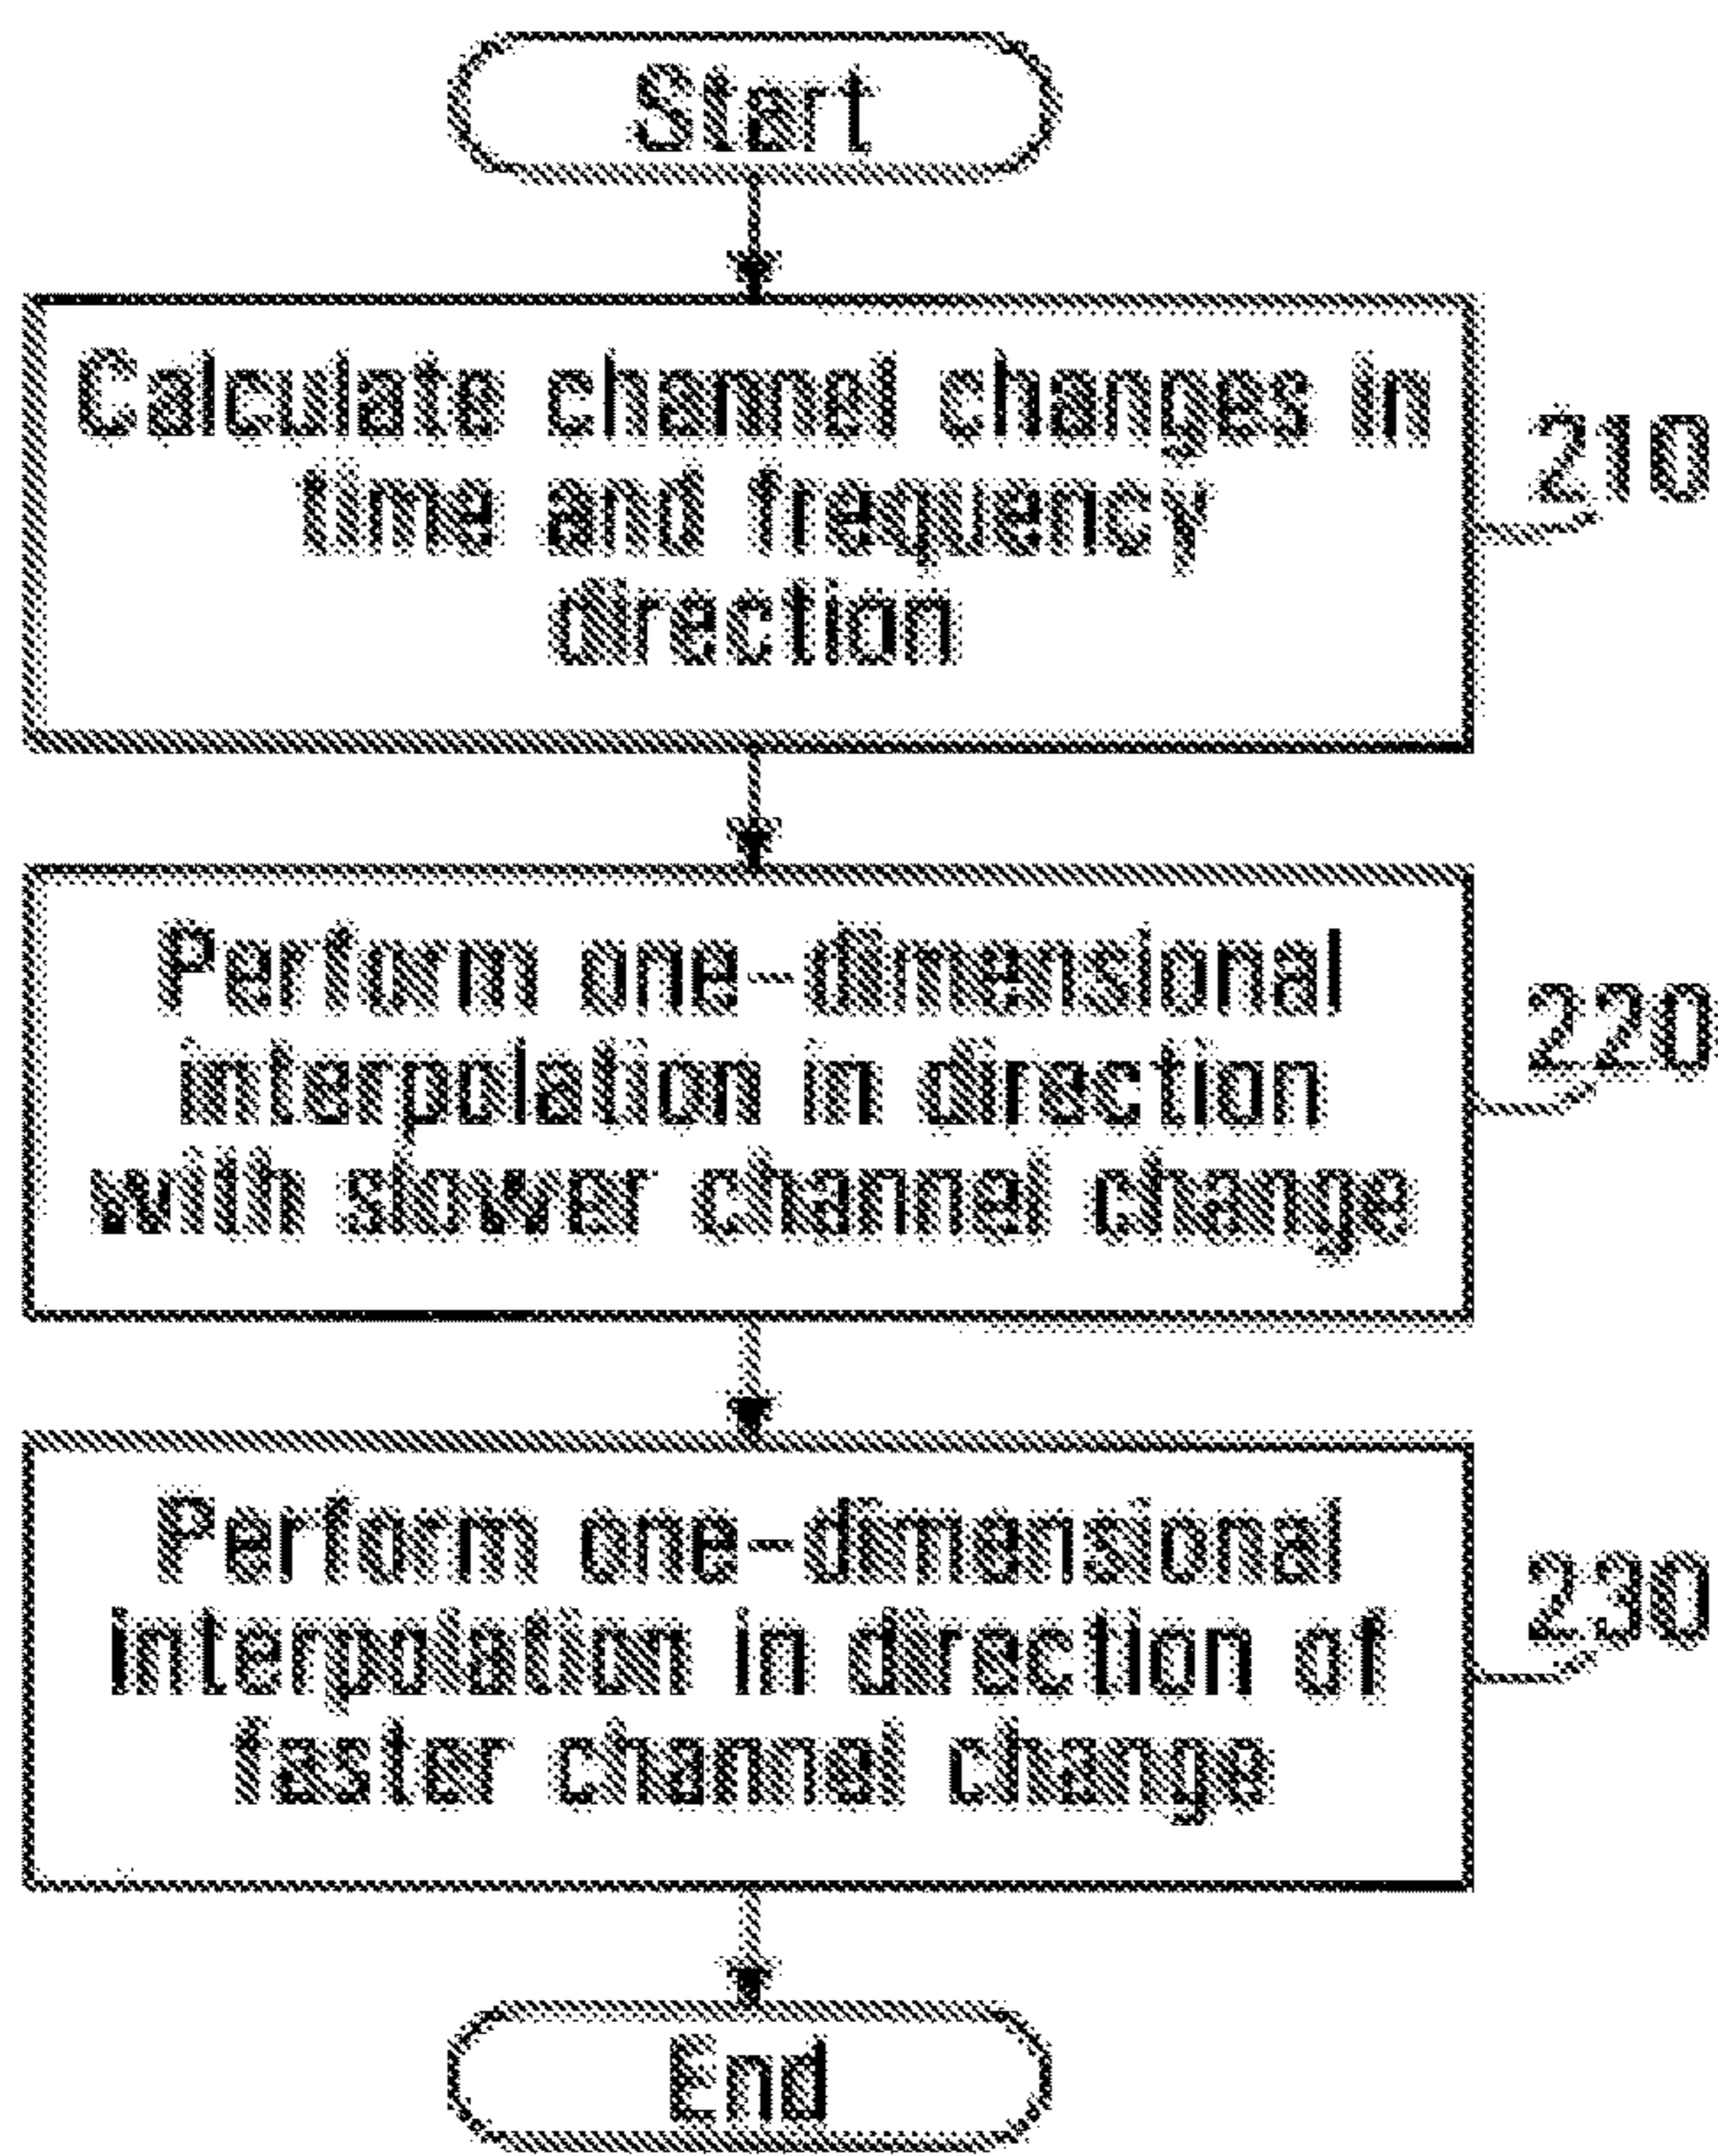 Start
Calculate channel changes in
time and frequency
direction
210
Perform one-dimensional
interpolation in direction
with slower channel change
220
Perform one-dimensional
interpolation in direction of
faster channel change
230
End